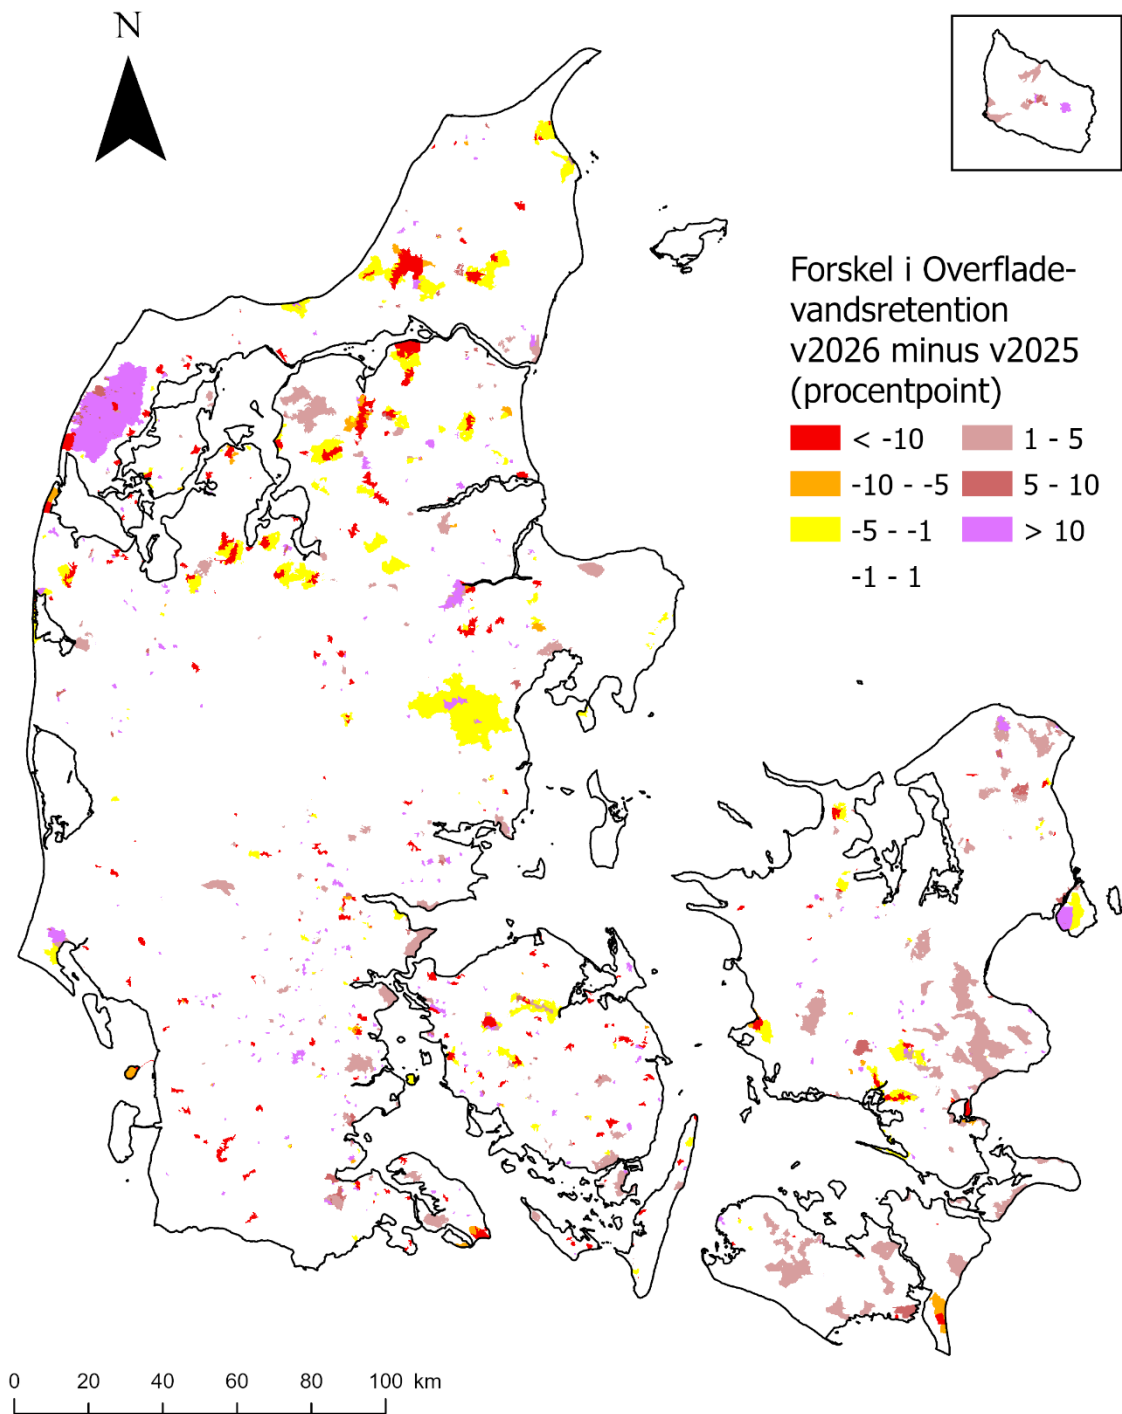 N
Forskel i Overflade-
vandsretention
v2026 minus v2025
(procentpoint)
< -10
1 - 5
-10 - -5
5 - 10
-5 - -1
> 10
-1 - 1
0 20 40 60 80 100 km